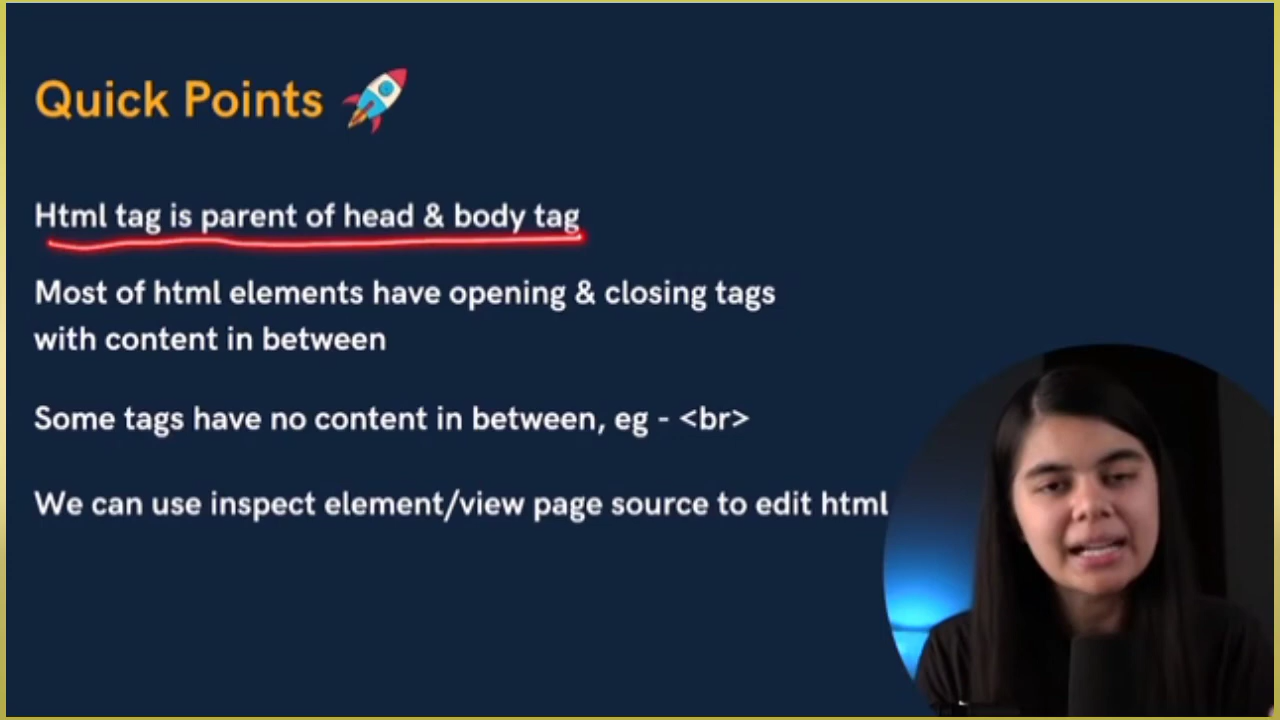 Quick Points
Html tag is parent of head & body tag
Most of html elements have opening & closing tags
with content in between
Some tags have no content in between, eg - <br>
We can use inspect element/view page source to edit html